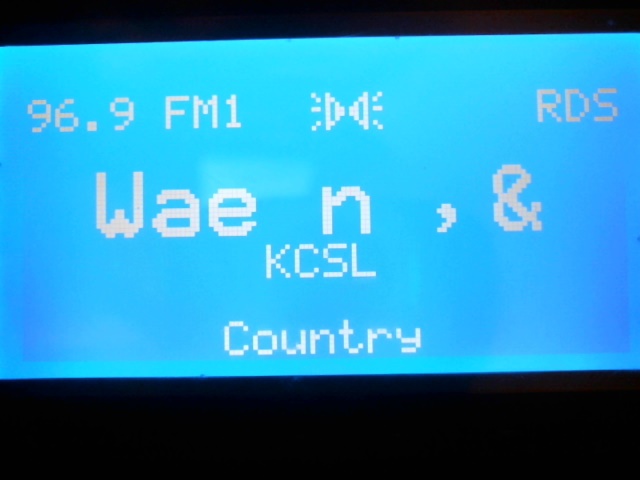 96.9 FM1 RDS
Wae n ,&
KCSL
Country